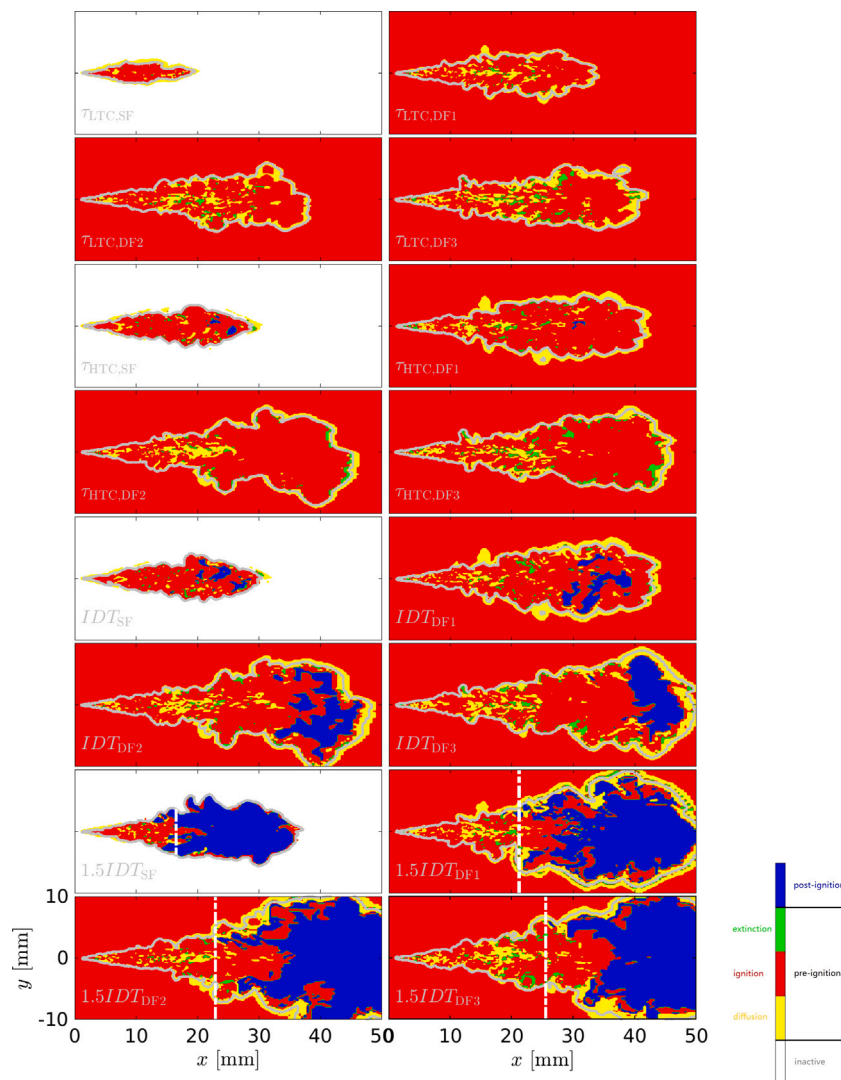 τLTC,SF τLTC,DF1
τLTC,DF2 τLTC,DF3
τHTC,SF τHTC,DF1
τHTC,DF2 τHTC,DF3
IDTSF IDTDF1
IDTDF2 IDTDF3
1.5IDTSF 1.5IDTDF1
10
y [mm]
0
-10
1.5IDTDF2 1.5IDTDF3
0 10 20 30 40 50 0 10 20 30 40 50
x [mm] x [mm]
post-ignition
extinction
ignition pre-ignition
diffusion
inactive